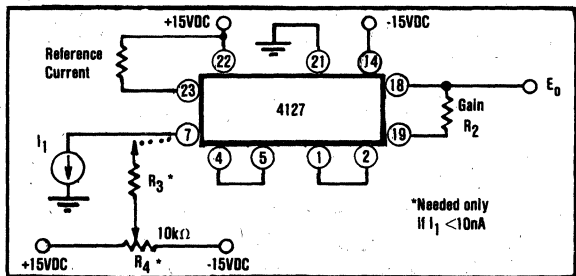 +15VDC
-15VDC
Reference
Current
22
21
14
23
18
E₀
4127
Gain
R₂
7
19
I₁
4
5
1
2
R₃*
*Needed only
if I₁ <10nA
10kΩ
+15VDC
R₄*
-15VDC